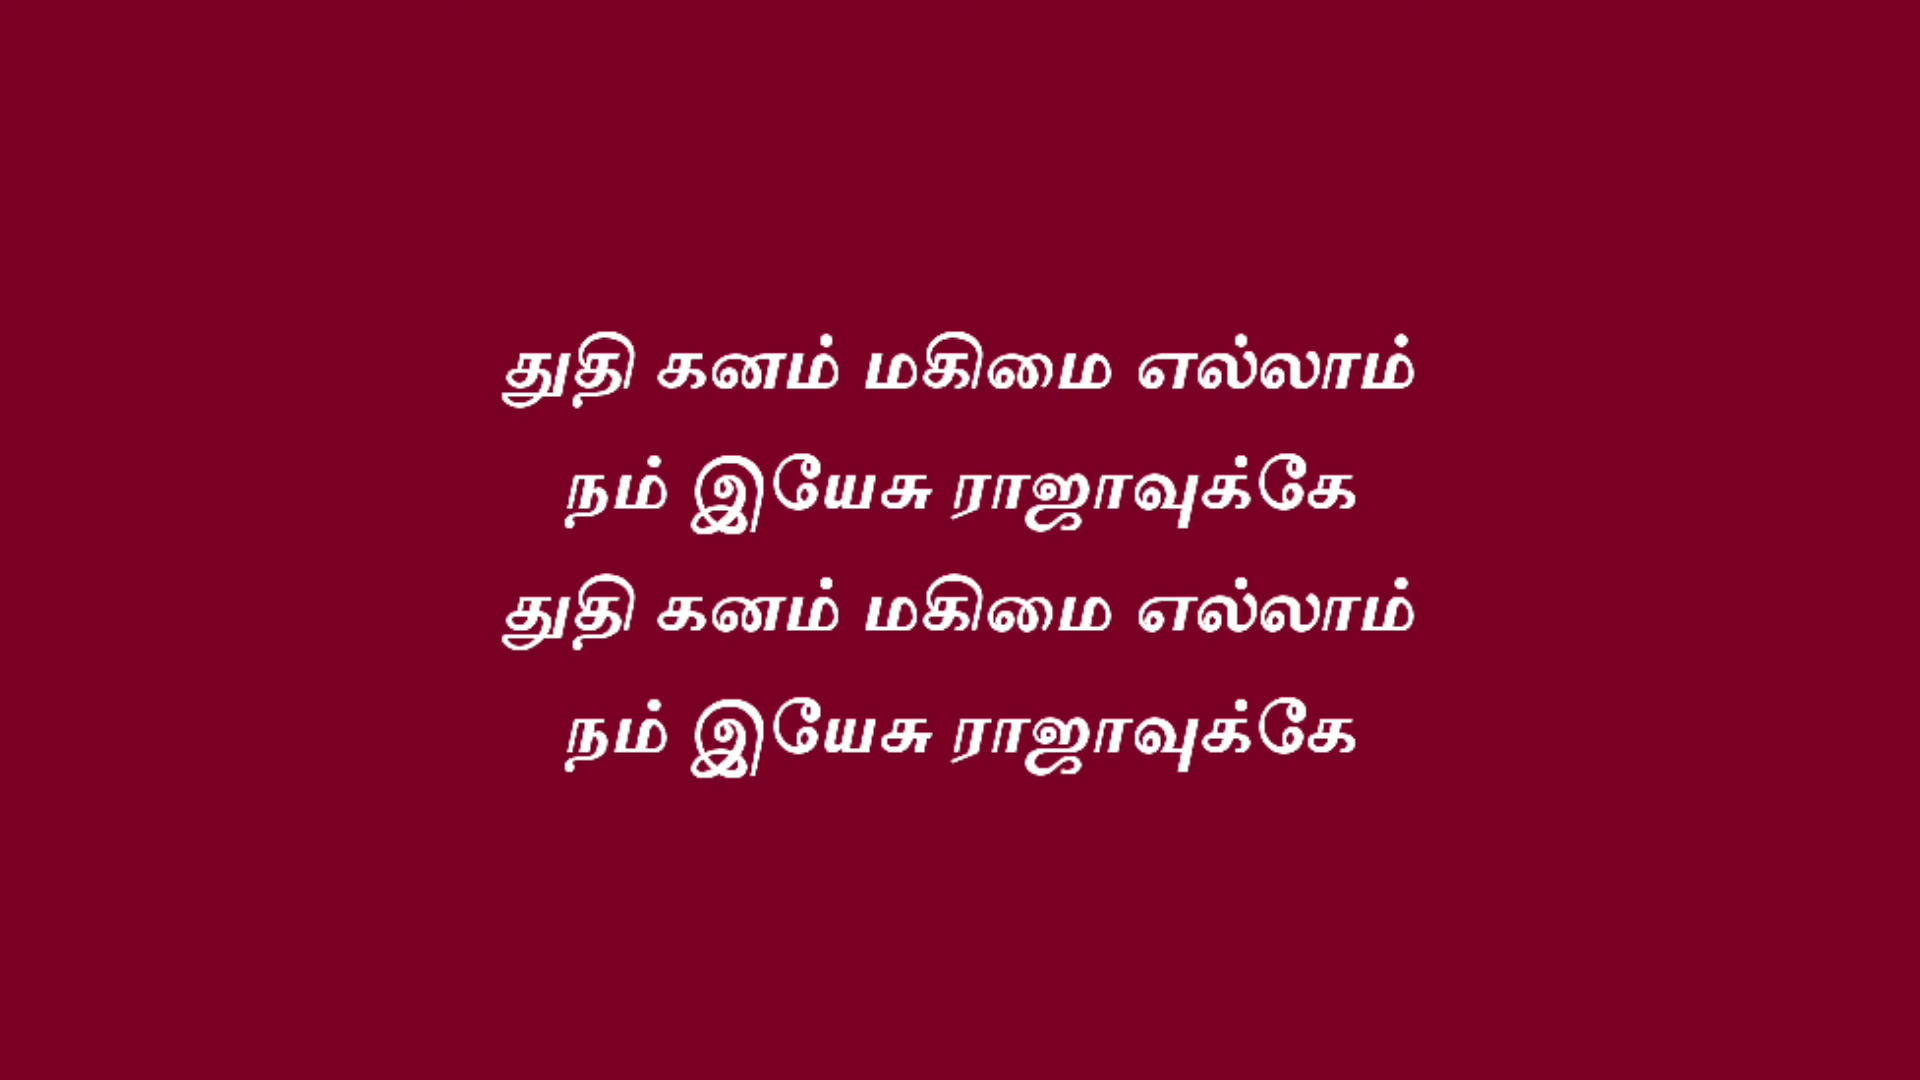 துதி கனம் மகிமை எல்லாம்
நம் இயேசு ராஜாவுக்கே
துதி கனம் மகிமை எல்லாம்
நம் இயேசு ராஜாவுக்கே